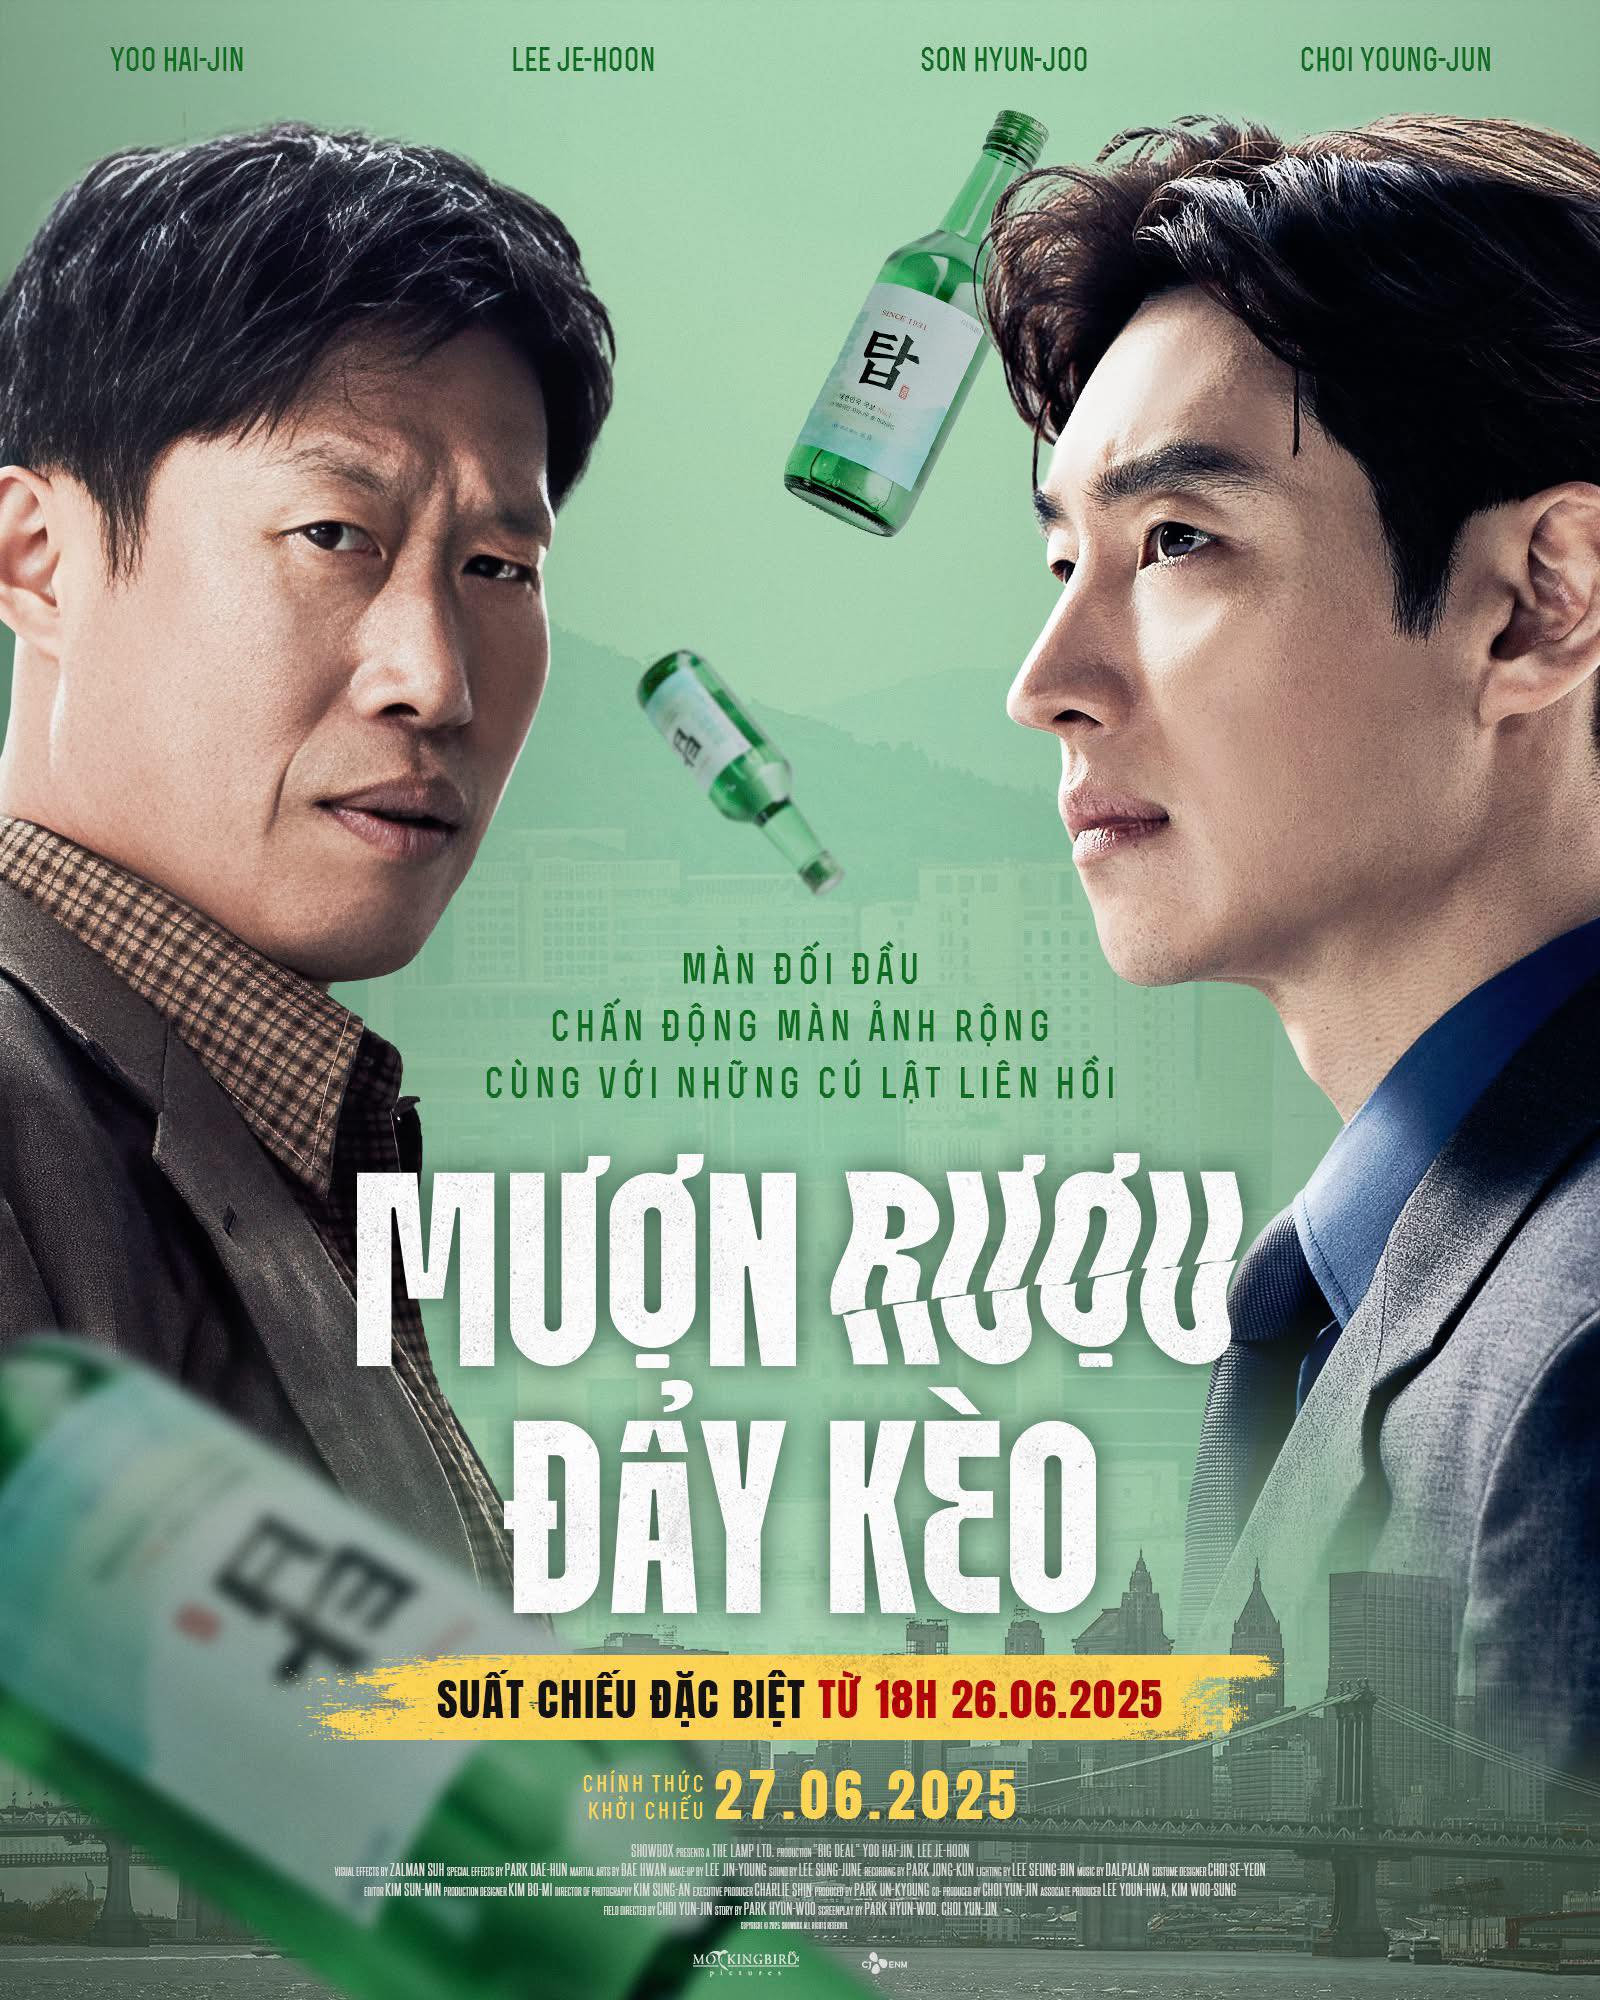 YOO HAI-JIN LEE JE-HOON SON HYUN-JOO CHOI YOUNG-JUN
탑
MÀN ĐỐI ĐẦU
CHẤN ĐỘNG MÀN ẢNH RỘNG
CÙNG VỚI NHỮNG CÚ LẬT LIÊN HỒI
MƯỢN RƯỢU
ĐẨY KÈO
SUẤT CHIẾU ĐẶC BIỆT TỪ 18H 26.06.2025
CHÍNH THỨC
KHỞI CHIẾU 27.06.2025
SHOWBOX PRESENTS A THE LAMP LTD. PRODUCTION "BIG DEAL" YOO HAI-JIN, LEE JE-HOON
VISUAL EFFECTS BY ZALMAN SUH SPECIAL EFFECTS BY PARK DAE-HUN MARTIAL ARTS BY BAE HWAN MAKE-UP BY LEE JIN-YOUNG SOUND BY LEE SUNG-JUNE RECORDING BY PARK JONG-KUN LIGHTING BY LEE SEUNG-BIN MUSIC BY DALPALAN COSTUME DESIGNER CHOI SE-YEON
EDITOR KIM SUN-MIN PRODUCTION DESIGNER KIM BO-MI DIRECTOR OF PHOTOGRAPHY KIM SUNG-AN EXECUTIVE PRODUCER CHARLIE SHIN PRODUCED BY PARK UN-KYOUNG CO- PRODUCED BY CHOI YUN-JIN ASSOCIATE PRODUCER LEE YOUN-HWA, KIM WOO-SUNG
FIELD DIRECTED BY CHOI YUN-JIN STORY BY PARK HYUN-WOO SCREENPLAY BY PARK HYUN-WOO, CHOI YUN-JIN
COPYRIGHT © 2025 SHOWBOX ALL RIGHTS RESERVED.
MOCKINGBIRD
pictures
CJ ENM